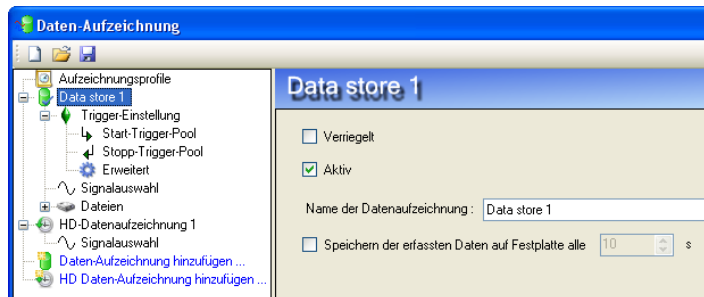 Daten-Aufzeichnung
Aufzeichnungsprofile
Data store 1
Trigger-Einstellung
Start-Trigger-Pool
Stopp-Trigger-Pool
Erweitert
Signalauswahl
Dateien
HD-Datenaufzeichnung 1
Signalauswahl
Daten-Aufzeichnung hinzufügen ...
HD Daten-Aufzeichnung hinzufügen ...
Data store 1
Verriegelt
Aktiv
Name der Datenaufzeichnung : Data store 1
Speichern der erfassten Daten auf Festplatte alle 10 s